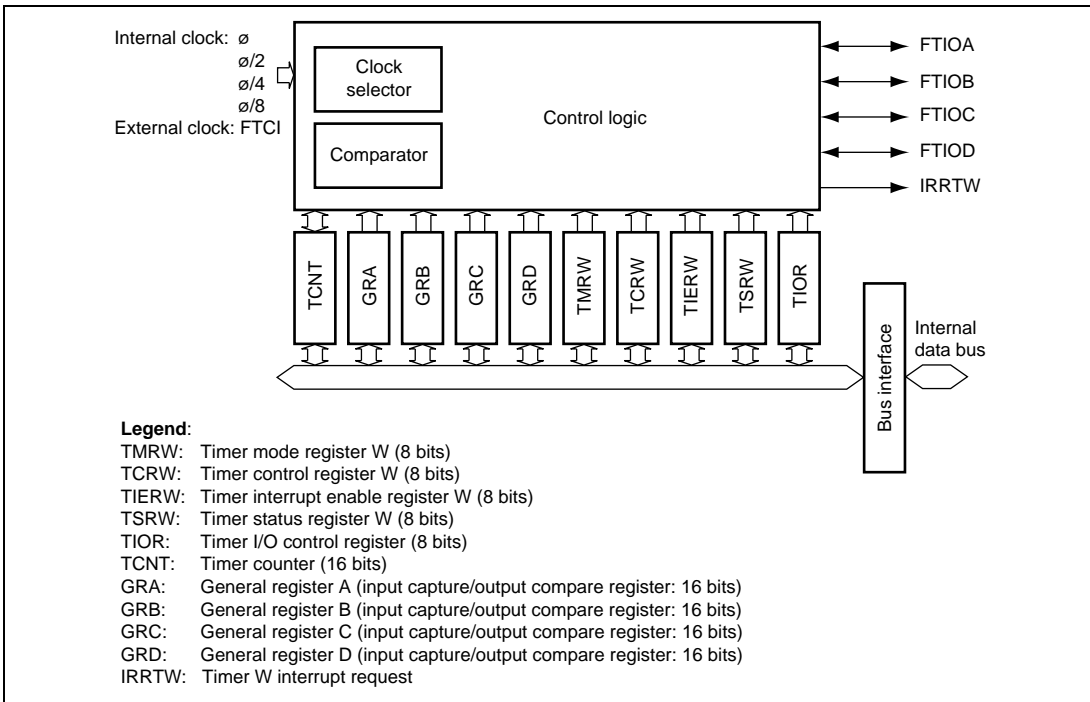 Internal clock: ø
ø/2
ø/4
ø/8
External clock: FTCI
Clock
selector
Comparator
Control logic
FTIOA
FTIOB
FTIOC
FTIOD
IRRTW
TCNT
GRA
GRB
GRC
GRD
TMRW
TCRW
TIERW
TSRW
TIOR
Bus interface
Internal
data bus
Legend:
TMRW: Timer mode register W (8 bits)
TCRW: Timer control register W (8 bits)
TIERW: Timer interrupt enable register W (8 bits)
TSRW: Timer status register W (8 bits)
TIOR: Timer I/O control register (8 bits)
TCNT: Timer counter (16 bits)
GRA: General register A (input capture/output compare register: 16 bits)
GRB: General register B (input capture/output compare register: 16 bits)
GRC: General register C (input capture/output compare register: 16 bits)
GRD: General register D (input capture/output compare register: 16 bits)
IRRTW: Timer W interrupt request